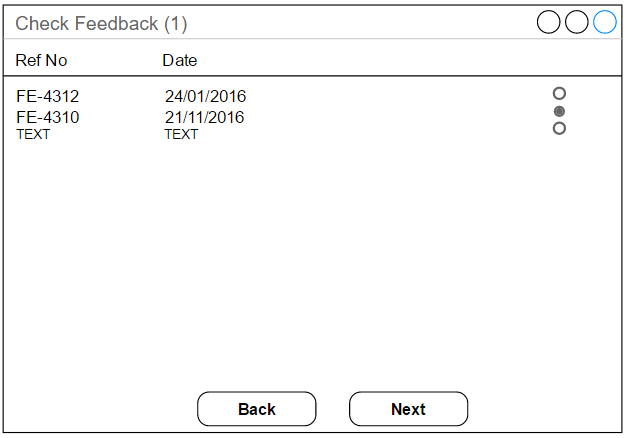 Check Feedback (1)
Ref No Date
FE-4312 24/01/2016
FE-4310 21/11/2016
TEXT TEXT
Back Next